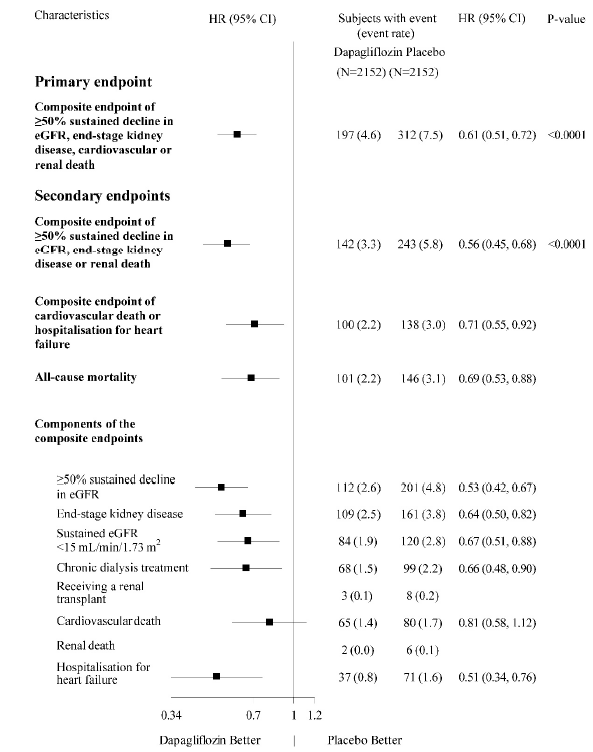 Characteristics HR (95% CI) Subjects with event HR (95% CI) P-value
(event rate)
Dapagliflozin Placebo
(N=2152) (N=2152)
Primary endpoint
Composite endpoint of
≥50% sustained decline in
eGFR, end-stage kidney 197 (4.6) 312 (7.5) 0.61 (0.51, 0.72) <0.0001
disease, cardiovascular or
renal death
Secondary endpoints
Composite endpoint of
≥50% sustained decline in
eGFR, end-stage kidney 142 (3.3) 243 (5.8) 0.56 (0.45, 0.68) <0.0001
disease or renal death
Composite endpoint of
cardiovascular death or
hospitalisation for heart 100 (2.2) 138 (3.0) 0.71 (0.55, 0.92)
failure
All-cause mortality 101 (2.2) 146 (3.1) 0.69 (0.53, 0.88)
Components of the
composite endpoints
≥50% sustained decline
in eGFR 112 (2.6) 201 (4.8) 0.53 (0.42, 0.67)
End-stage kidney disease 109 (2.5) 161 (3.8) 0.64 (0.50, 0.82)
Sustained eGFR
<15 mL/min/1.73 m² 84 (1.9) 120 (2.8) 0.67 (0.51, 0.88)
Chronic dialysis treatment 68 (1.5) 99 (2.2) 0.66 (0.48, 0.90)
Receiving a renal
transplant 3 (0.1) 8 (0.2)
Cardiovascular death 65 (1.4) 80 (1.7) 0.81 (0.58, 1.12)
Renal death 2 (0.0) 6 (0.1)
Hospitalisation for
heart failure 37 (0.8) 71 (1.6) 0.51 (0.34, 0.76)
0.34 0.7 1 1.2
Dapagliflozin Better | Placebo Better